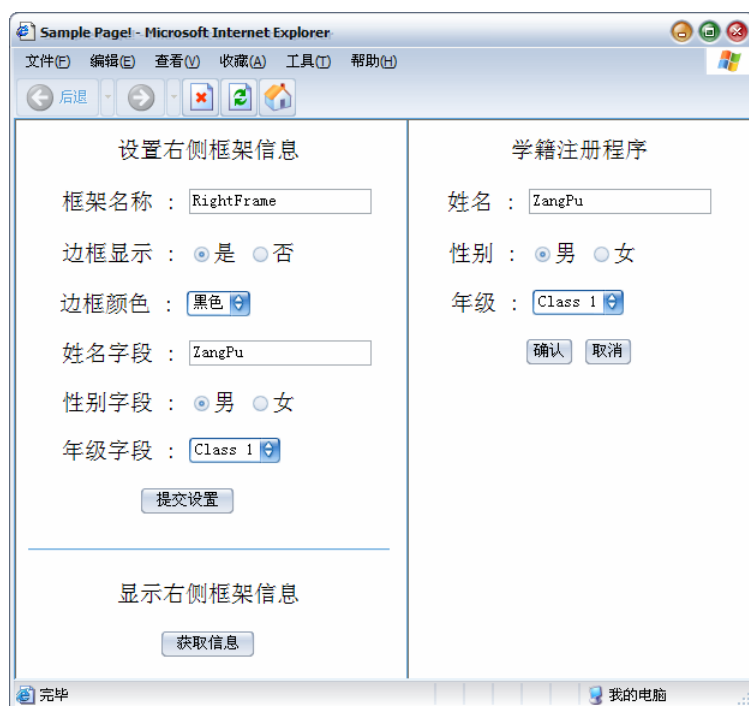 Sample Page! - Microsoft Internet Explorer
文件(F) 编辑(E) 查看(V) 收藏(A) 工具(T) 帮助(H)
后退
设置右侧框架信息
框架名称 : RightFrame
边框显示 : 是 否
边框颜色 : 黑色
姓名字段 : ZangPu
性别字段 : 男 女
年级字段 : Class 1
提交设置
显示右侧框架信息
获取信息
学籍注册程序
姓名 : ZangPu
性别 : 男 女
年级 : Class 1
确认 取消
完毕 我的电脑